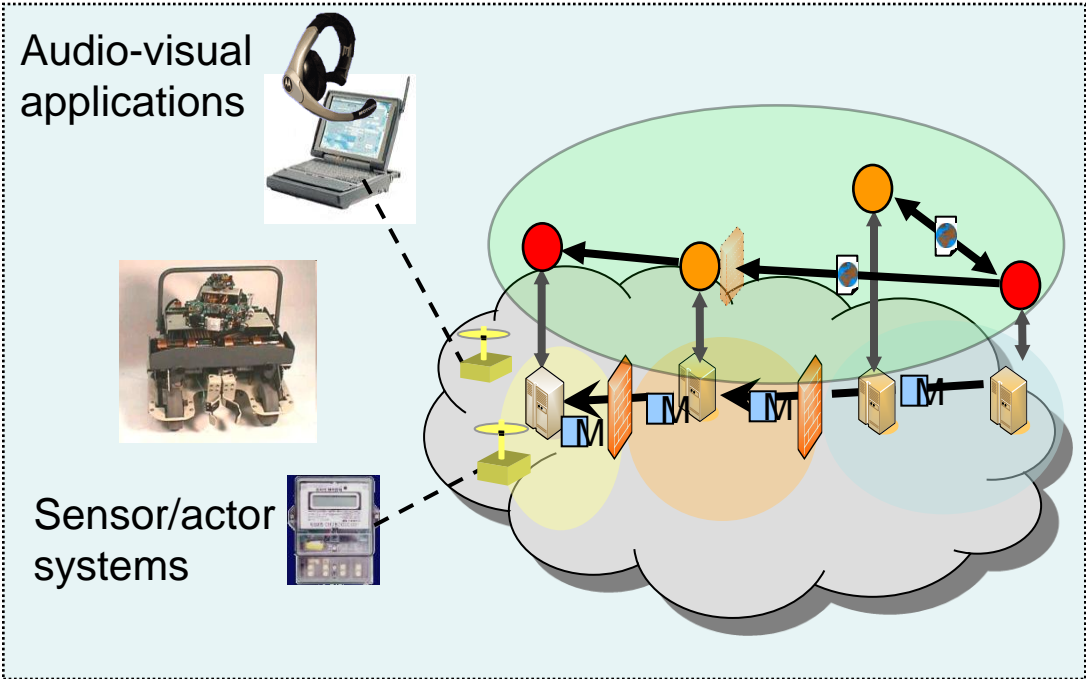 Audio-visual
applications
M
M
M
M
Sensor/actor
systems